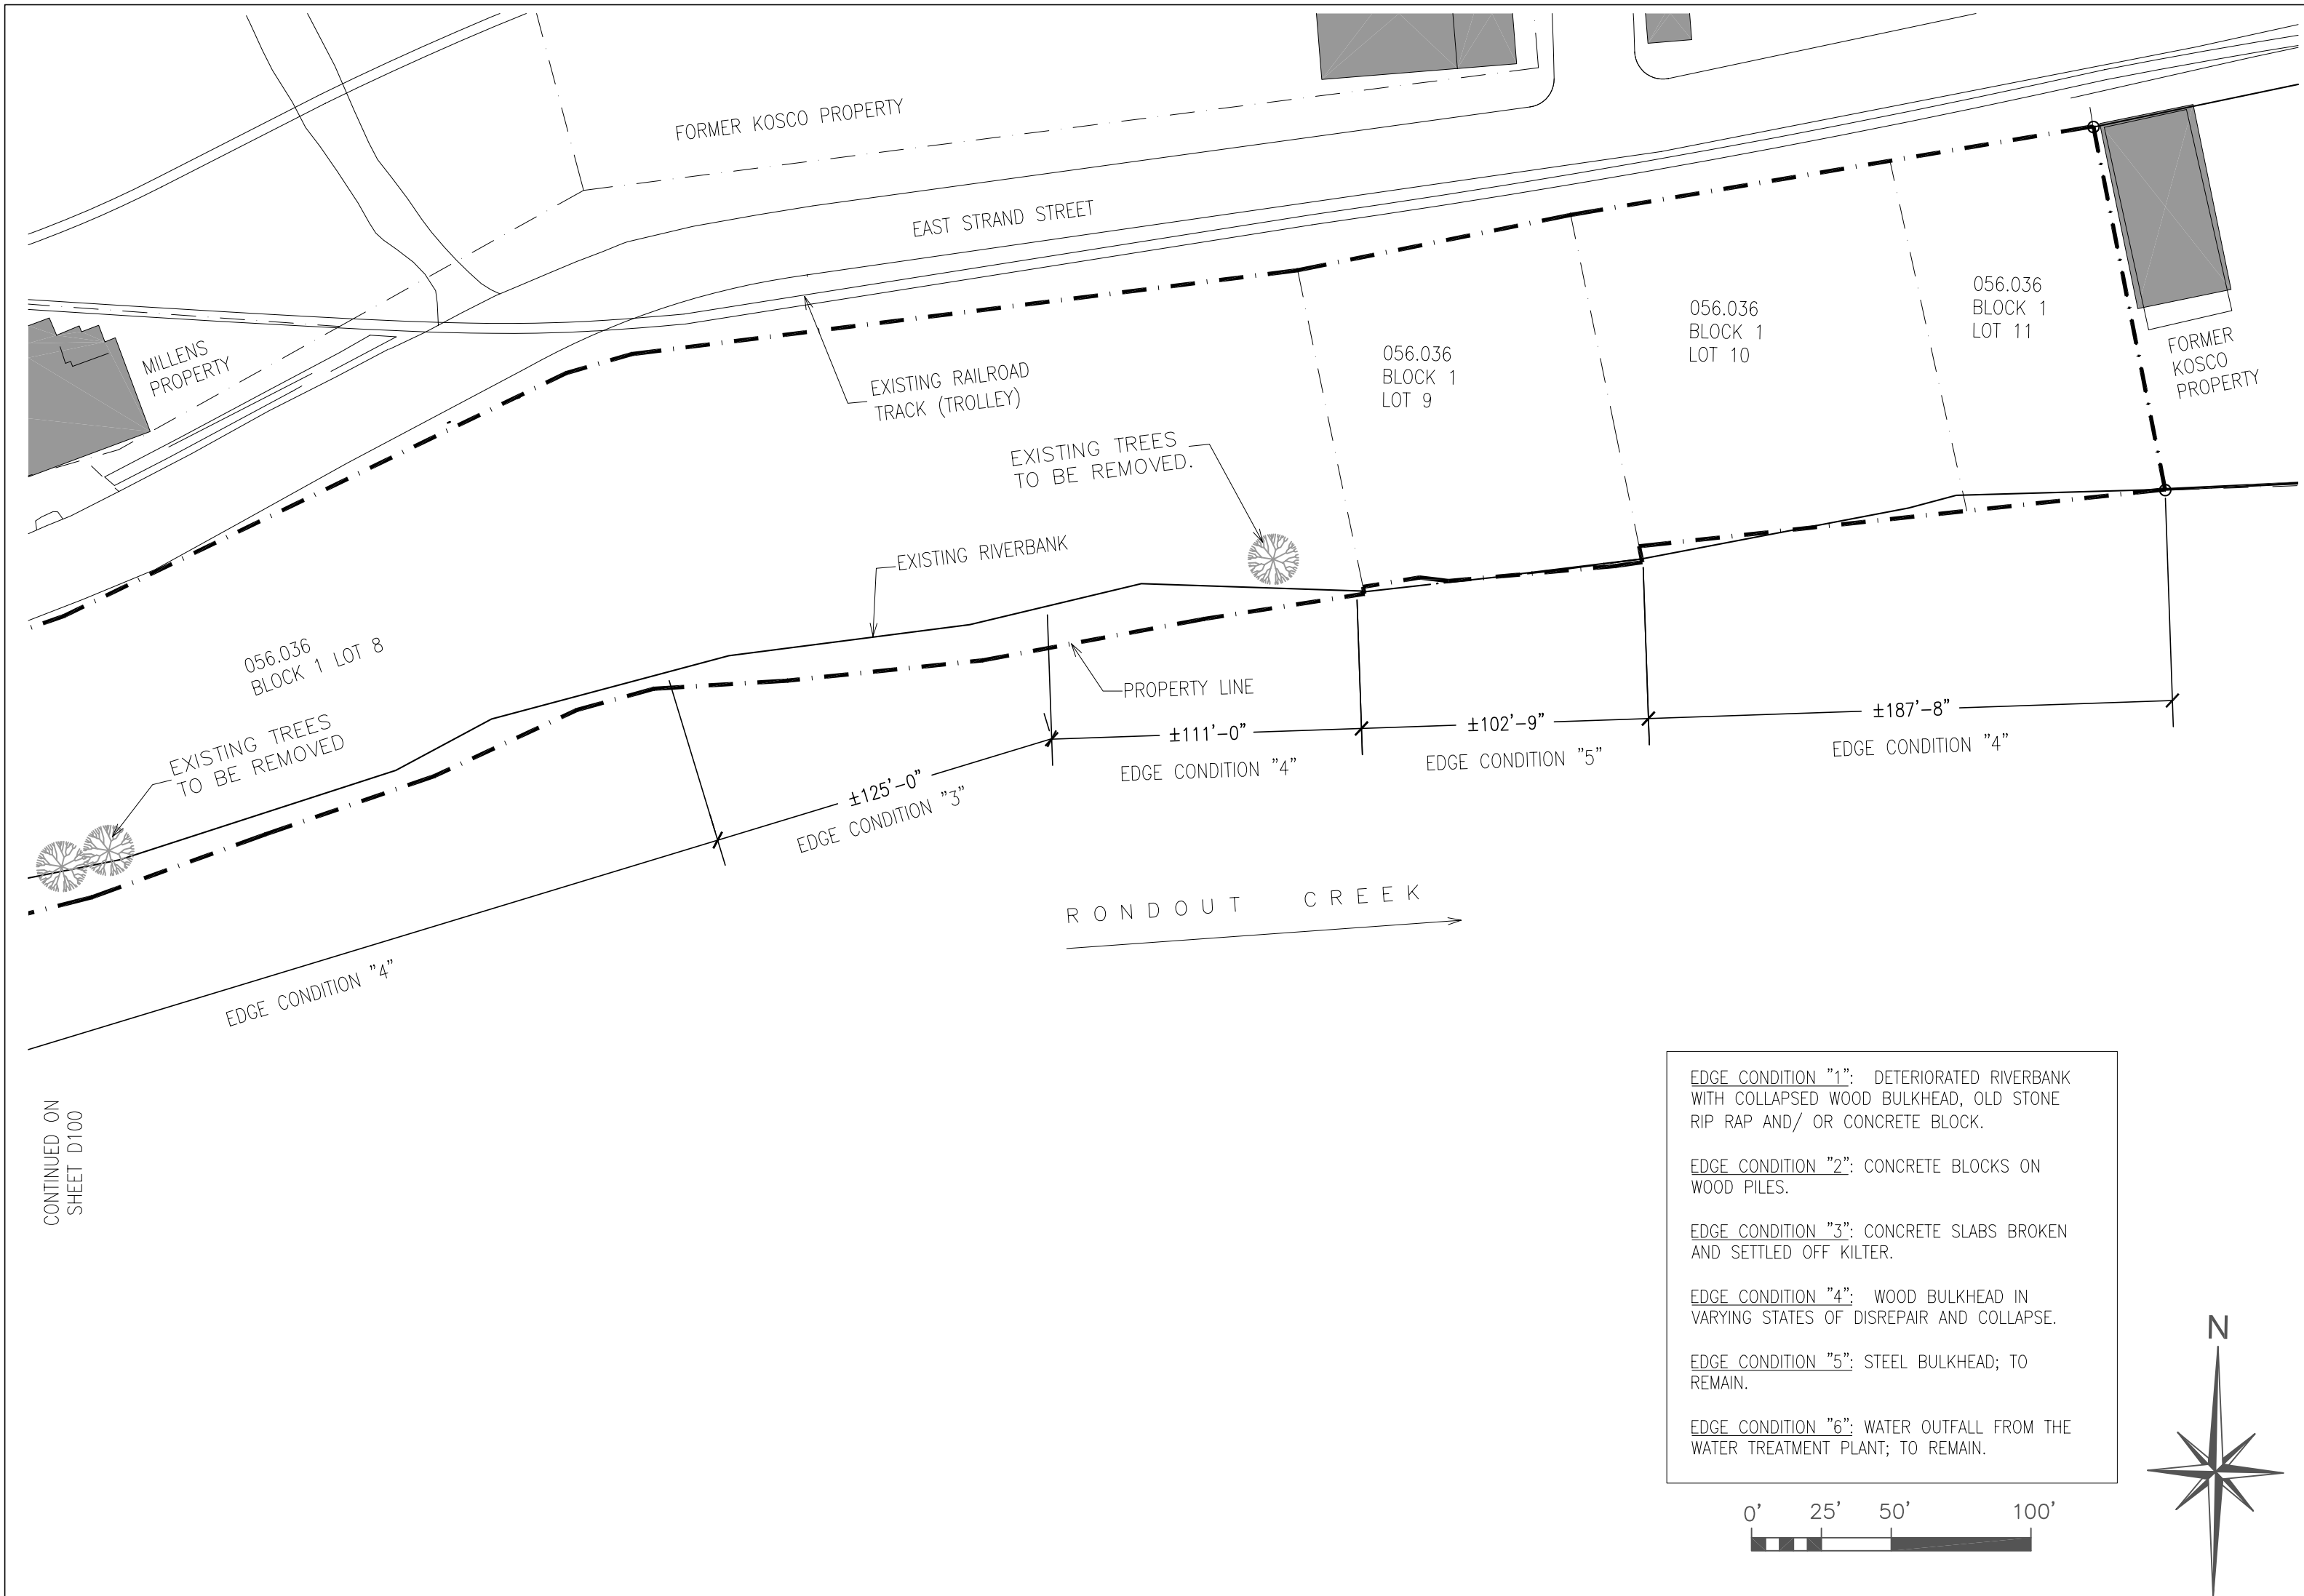 FORMER KOSCO PROPERTY
EAST STRAND STREET
MILLENS
PROPERTY
EXISTING RAILROAD
TRACK (TROLLEY)
056.036
BLOCK 1
LOT 9
056.036
BLOCK 1
LOT 10
056.036
BLOCK 1
LOT 11
FORMER
KOSCO
PROPERTY
EXISTING TREES
TO BE REMOVED.
EXISTING RIVERBANK
056.036
BLOCK 1 LOT 8
PROPERTY LINE
EXISTING TREES
TO BE REMOVED
±125'-0"
EDGE CONDITION "3"
±111'-0"
EDGE CONDITION "4"
±102'-9"
EDGE CONDITION "5"
±187'-8"
EDGE CONDITION "4"
RONDOUT CREEK
EDGE CONDITION "4"
CONTINUED ON
SHEET D100
EDGE CONDITION "1": DETERIORATED RIVERBANK
WITH COLLAPSED WOOD BULKHEAD, OLD STONE
RIP RAP AND/ OR CONCRETE BLOCK.
EDGE CONDITION "2": CONCRETE BLOCKS ON
WOOD PILES.
EDGE CONDITION "3": CONCRETE SLABS BROKEN
AND SETTLED OFF KILTER.
EDGE CONDITION "4": WOOD BULKHEAD IN
VARYING STATES OF DISREPAIR AND COLLAPSE.
EDGE CONDITION "5": STEEL BULKHEAD; TO
REMAIN.
EDGE CONDITION "6": WATER OUTFALL FROM THE
WATER TREATMENT PLANT; TO REMAIN.
N
0' 25' 50' 100'